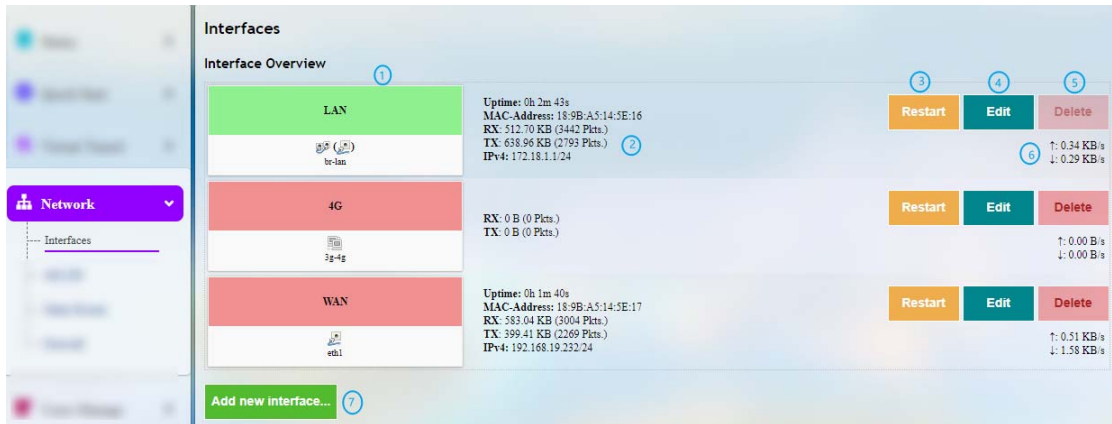 Interfaces
Interface Overview
1
LAN
br-lan
Uptime: 0h 2m 43s
MAC-Address: 18:9B:A5:14:5E:16
RX: 512.70 KB (3442 Pkts.)
TX: 638.96 KB (2793 Pkts.)
2
IPv4: 172.18.1.1/24
3
4
5
Restart
Edit
Delete
6
↑: 0.34 KB/s
↓: 0.29 KB/s
Network
Interfaces
4G
3g-4g
RX: 0 B (0 Pkts.)
TX: 0 B (0 Pkts.)
Restart
Edit
Delete
↑: 0.00 B/s
↓: 0.00 B/s
WAN
eth1
Uptime: 0h 1m 40s
MAC-Address: 18:9B:A5:14:5E:17
RX: 583.04 KB (3004 Pkts.)
TX: 399.41 KB (2269 Pkts.)
IPv4: 192.168.19.232/24
Restart
Edit
Delete
↑: 0.51 KB/s
↓: 1.58 KB/s
Add new interface...
7